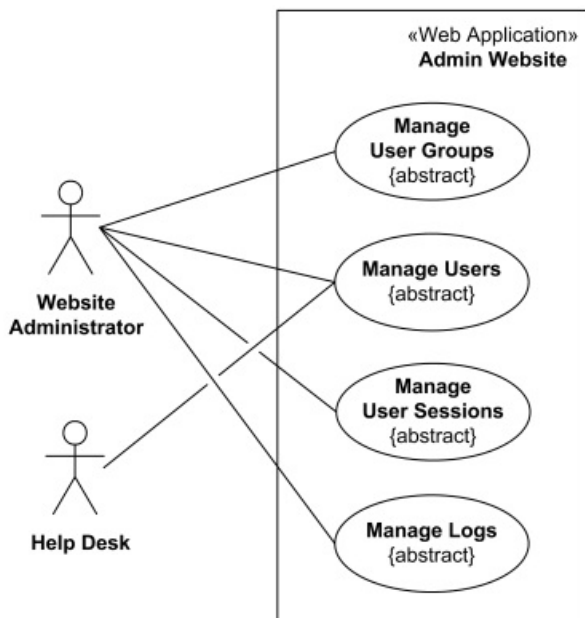 «Web Application»
Admin Website
Manage
User Groups
{abstract}
Manage Users
{abstract}
Website
Administrator
Manage
User Sessions
{abstract}
Help Desk
Manage Logs
{abstract}